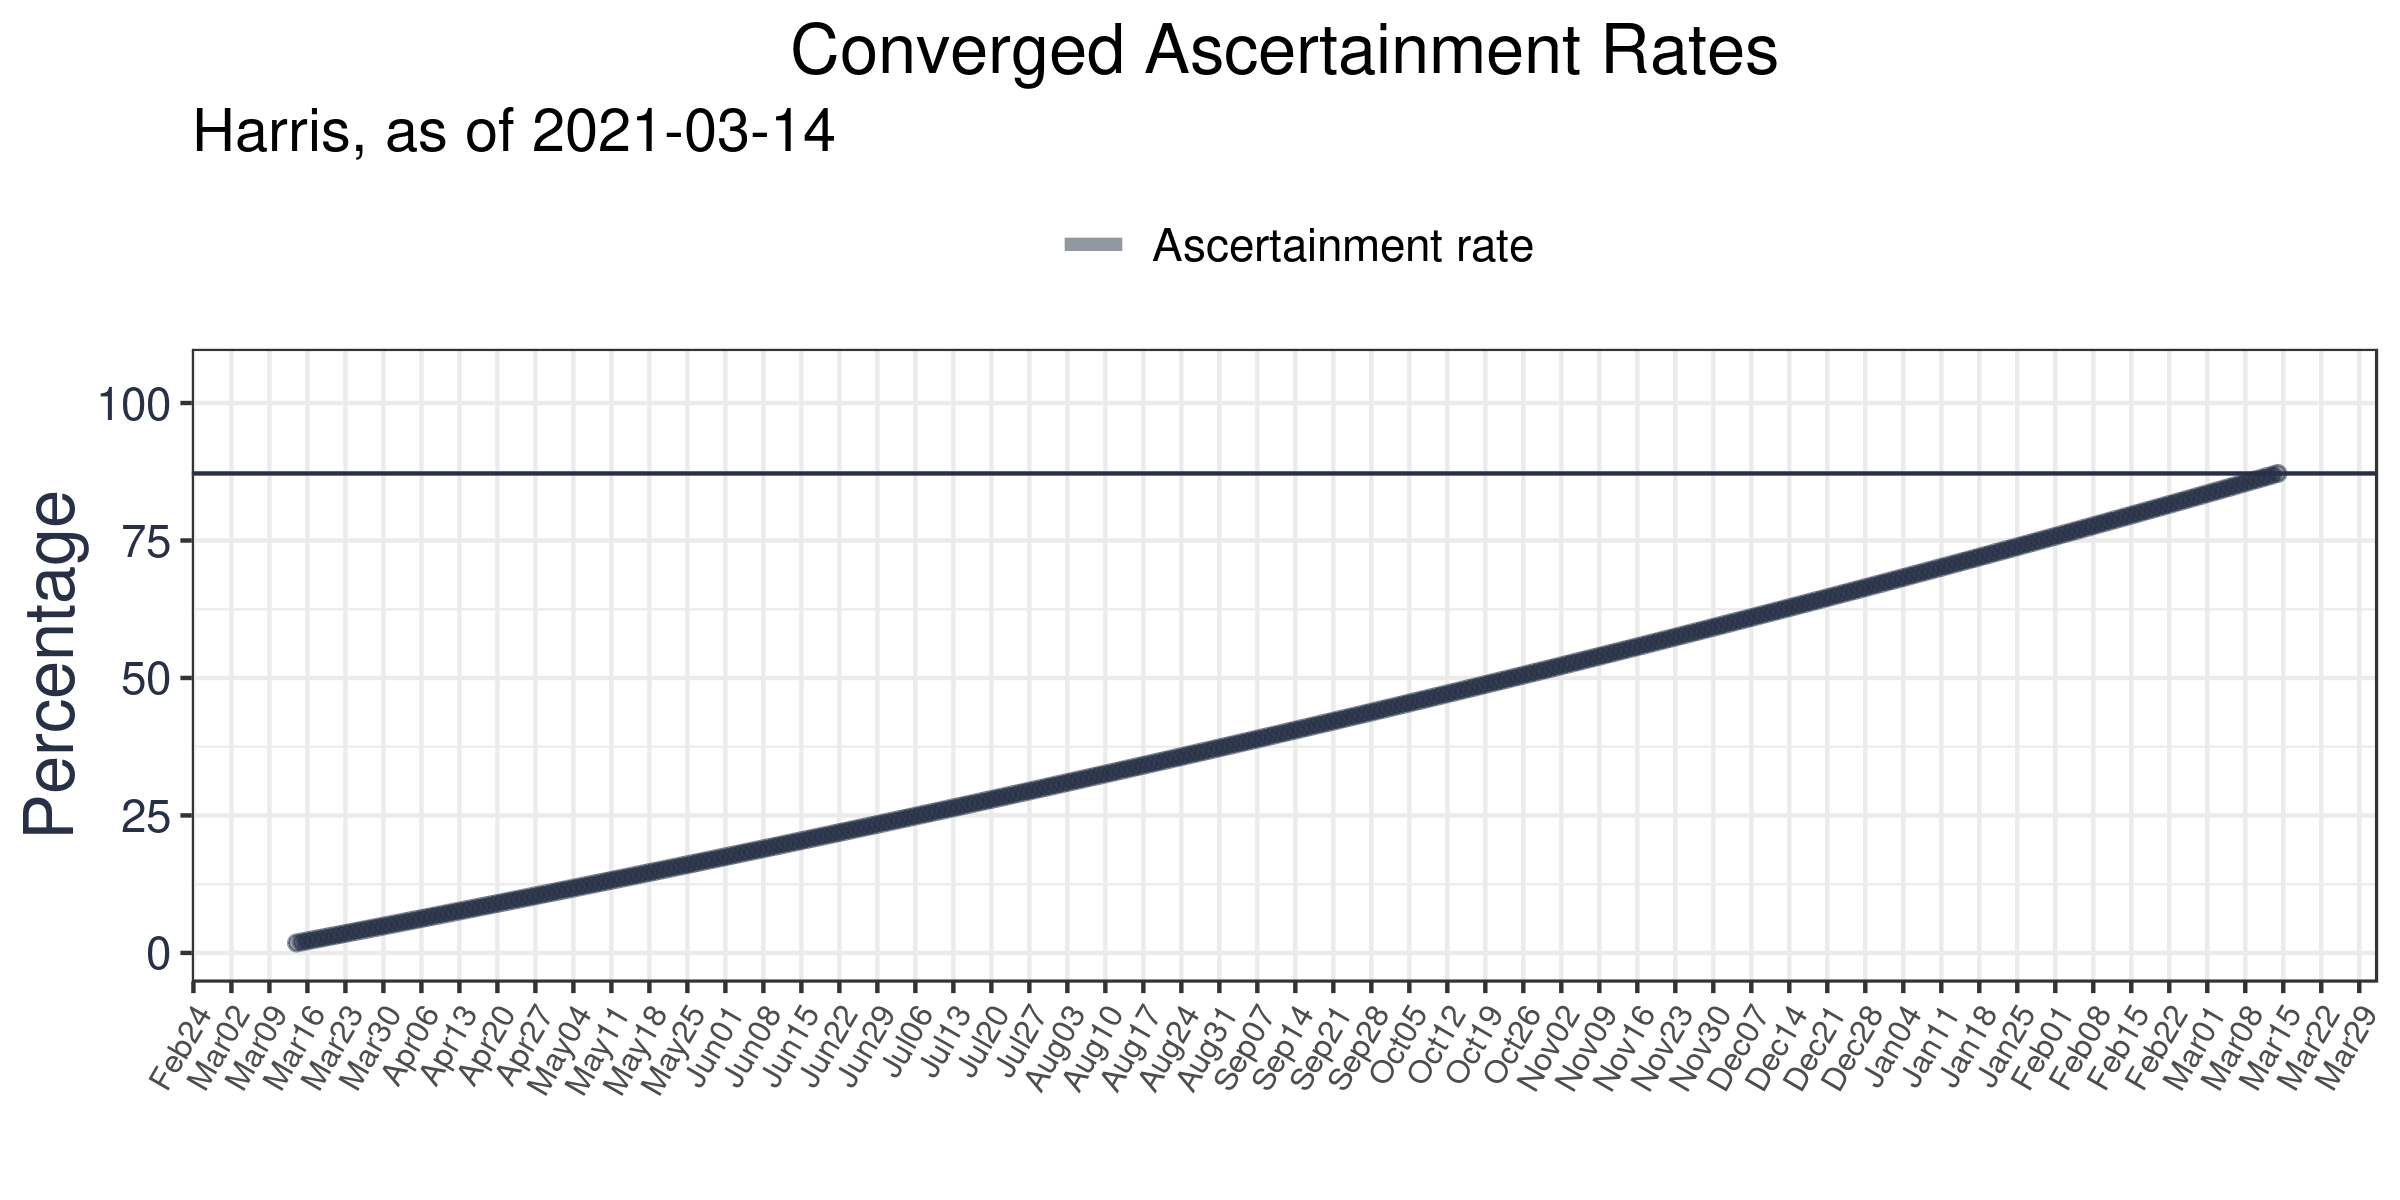 Converged Ascertainment Rates
Harris, as of 2021-03-14
Ascertainment rate
Percentage
100
75
50
25
0
Feb24 Mar02 Mar09 Mar16 Mar23 Mar30 Apr06 Apr13 Apr20 Apr27 May04 May11 May18 May25 Jun01 Jun08 Jun15 Jun22 Jun29 Jul06 Jul13 Jul20 Jul27 Aug03 Aug10 Aug17 Aug24 Aug31 Sep07 Sep14 Sep21 Sep28 Oct05 Oct12 Oct19 Oct26 Nov02 Nov09 Nov16 Nov23 Nov30 Dec07 Dec14 Dec21 Dec28 Jan04 Jan11 Jan18 Jan25 Feb01 Feb08 Feb15 Feb22 Mar01 Mar08 Mar15 Mar22 Mar29